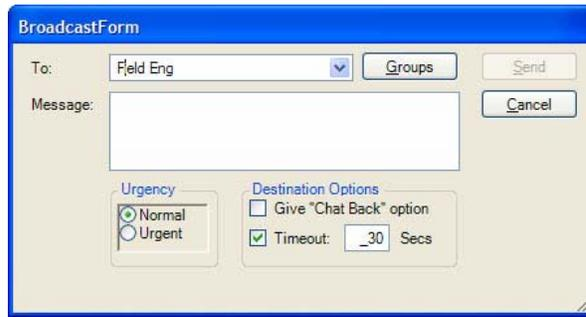 BroadcastForm
To: Field Eng Groups Send
Message: Cancel
Urgency Destination Options
Normal Give "Chat Back" option
Urgent Timeout: _30 Secs